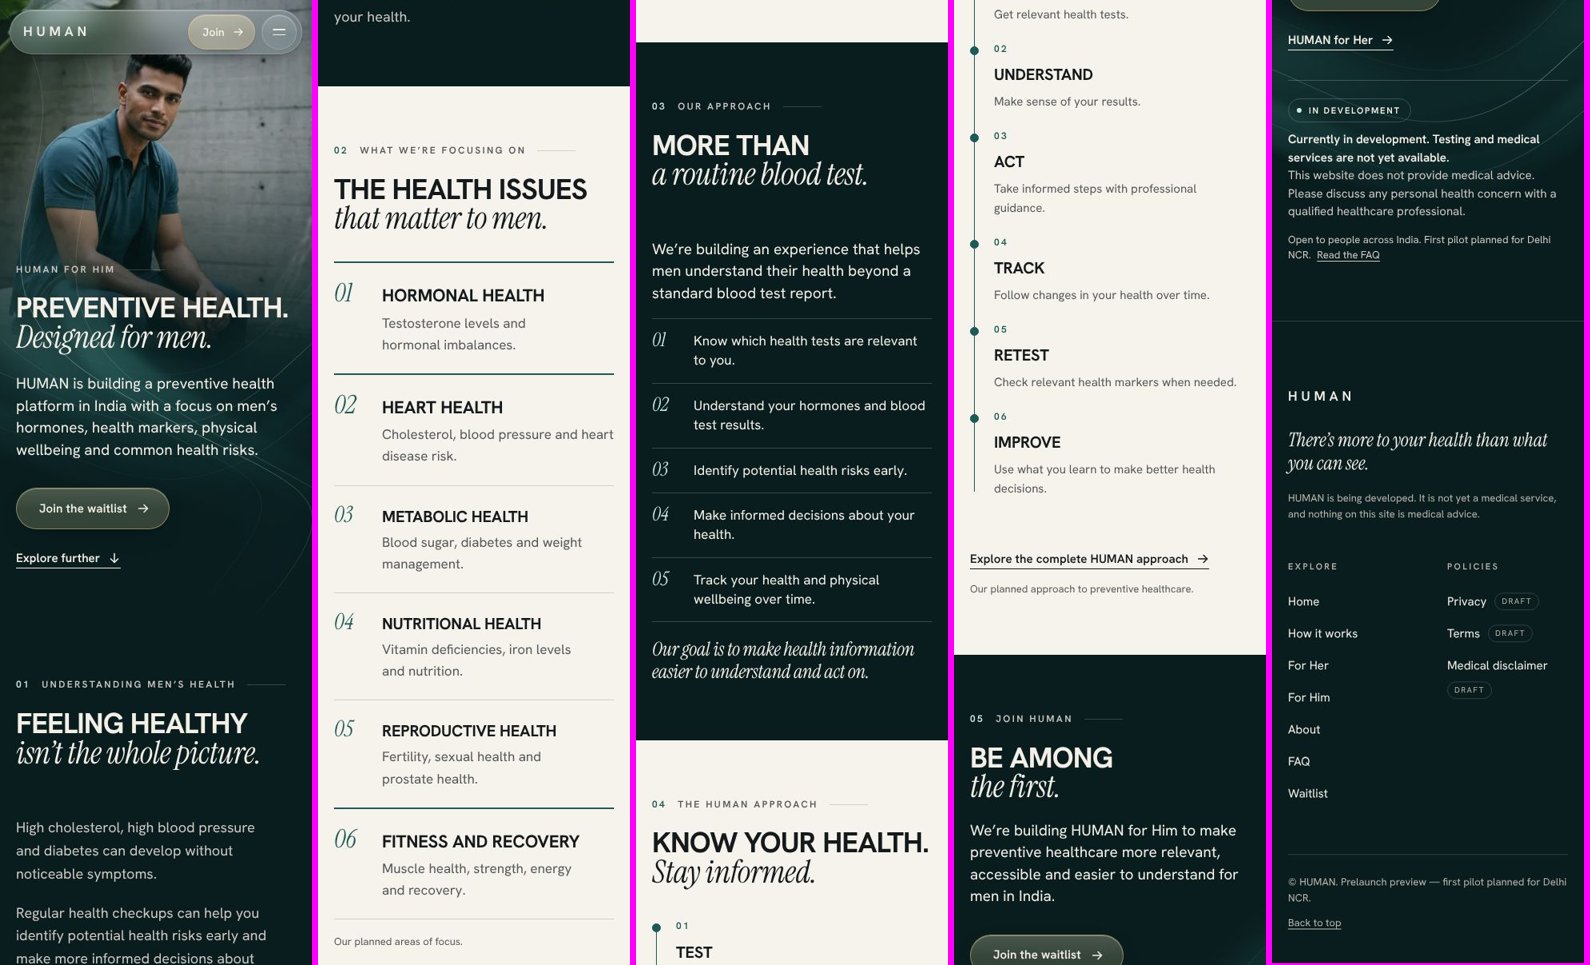 HUMAN
Join →
HUMAN FOR HIM
PREVENTIVE HEALTH.
Designed for men.
HUMAN is building a preventive health
platform in India with a focus on men’s
hormones, health markers, physical
wellbeing and common health risks.
Join the waitlist →
Explore further ↓
01 UNDERSTANDING MEN’S HEALTH
FEELING HEALTHY
isn’t the whole picture.
High cholesterol, high blood pressure
and diabetes can develop without
noticeable symptoms.
Regular health checkups can help you
identify potential health risks early and
make more informed decisions about
your health.
02 WHAT WE’RE FOCUSING ON
THE HEALTH ISSUES
that matter to men.
01 HORMONAL HEALTH
Testosterone levels and
hormonal imbalances.
02 HEART HEALTH
Cholesterol, blood pressure and heart
disease risk.
03 METABOLIC HEALTH
Blood sugar, diabetes and weight
management.
04 NUTRITIONAL HEALTH
Vitamin deficiencies, iron levels
and nutrition.
05 REPRODUCTIVE HEALTH
Fertility, sexual health and
prostate health.
06 FITNESS AND RECOVERY
Muscle health, strength, energy
and recovery.
Our planned areas of focus.
03 OUR APPROACH
MORE THAN
a routine blood test.
We’re building an experience that helps
men understand their health beyond a
standard blood test report.
01 Know which health tests are relevant
to you.
02 Understand your hormones and blood
test results.
03 Identify potential health risks early.
04 Make informed decisions about your
health.
05 Track your health and physical
wellbeing over time.
Our goal is to make health information
easier to understand and act on.
04 THE HUMAN APPROACH
KNOW YOUR HEALTH.
Stay informed.
01
TEST
Get relevant health tests.
02
UNDERSTAND
Make sense of your results.
03
ACT
Take informed steps with professional
guidance.
04
TRACK
Follow changes in your health over time.
05
RETEST
Check relevant health markers when needed.
06
IMPROVE
Use what you learn to make better health
decisions.
Explore the complete HUMAN approach →
Our planned approach to preventive healthcare.
05 JOIN HUMAN
BE AMONG
the first.
We’re building HUMAN for Him to make
preventive healthcare more relevant,
accessible and easier to understand for
men in India.
Join the waitlist →
HUMAN for Her →
IN DEVELOPMENT
Currently in development. Testing and medical
services are not yet available.
This website does not provide medical advice.
Please discuss any personal health concern with a
qualified healthcare professional.
Open to people across India. First pilot planned for Delhi
NCR. Read the FAQ
HUMAN
There’s more to your health than what
you can see.
HUMAN is being developed. It is not yet a medical service,
and nothing on this site is medical advice.
EXPLORE
Home
How it works
For Her
For Him
About
FAQ
Waitlist
POLICIES
Privacy DRAFT
Terms DRAFT
Medical disclaimer
DRAFT
© HUMAN. Prelaunch preview — first pilot planned for Delhi
NCR.
Back to top